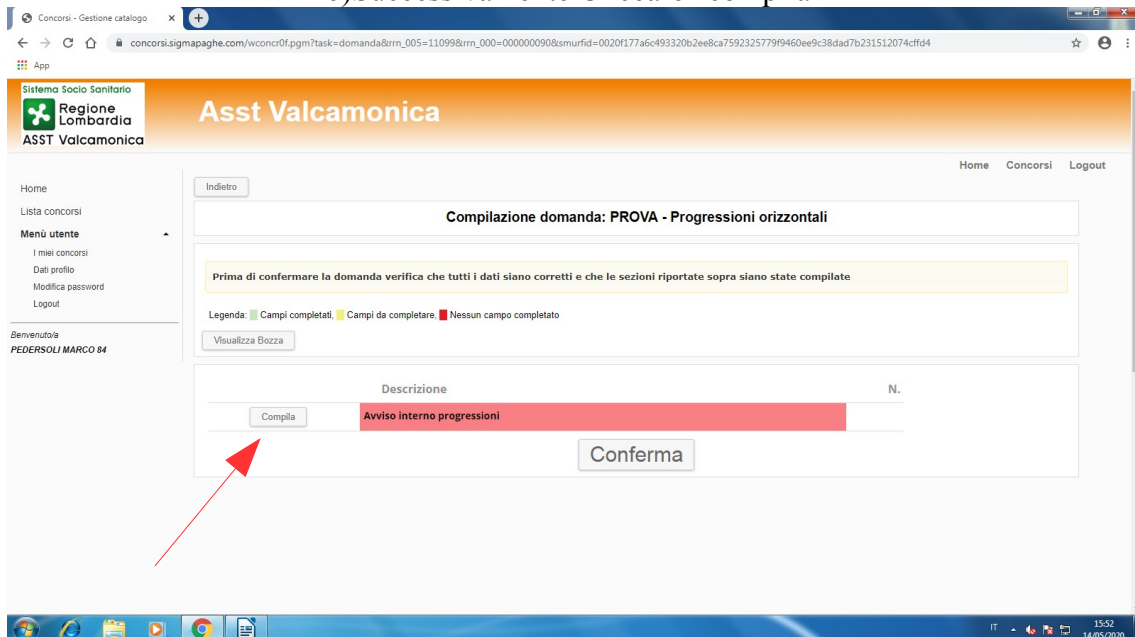 Concorsi - Gestione catalogo
concorsi.sigmapaghe.com/wconcr0f.pgm?task=domanda&rrn_005=11099&rrn_000=000000090&smurfid=0020f177a6c493320b2ee8ca7592325779f9460ee9c38dad7b231512074cffd4
App
Sistema Socio Sanitario
Regione
Lombardia
ASST Valcamonica
Asst Valcamonica
Home Concorsi Logout
Home
Lista concorsi
Menù utente
I miei concorsi
Dati profilo
Modifica password
Logout
Benvenuto/a
PEDERSOLI MARCO 84
Indietro
Compilazione domanda: PROVA - Progressioni orizzontali
Prima di confermare la domanda verifica che tutti i dati siano corretti e che le sezioni riportate sopra siano state compilate
Legenda: Campi completati, Campi da completare, Nessun campo completato
Visualizza Bozza
Descrizione N.
Compila Avviso interno progressioni
Conferma
IT 15:52
14/05/2020